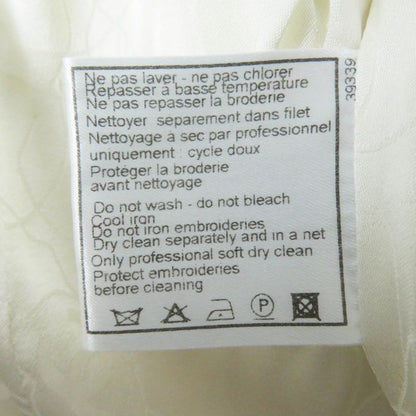 Ne pas laver - ne pas chlorer
Repasser à basse température
Ne pas repasser la broderie
Nettoyer separement dans filet
Nettoyage à sec par professionnel
uniquement : cycle doux
Protéger la broderie
avant nettoyage
Do not wash - do not bleach
Cool iron
Do not iron embroideries
Dry clean separately and in a net
Only professional soft dry clean
Protect embroideries
before cleaning
P
39339